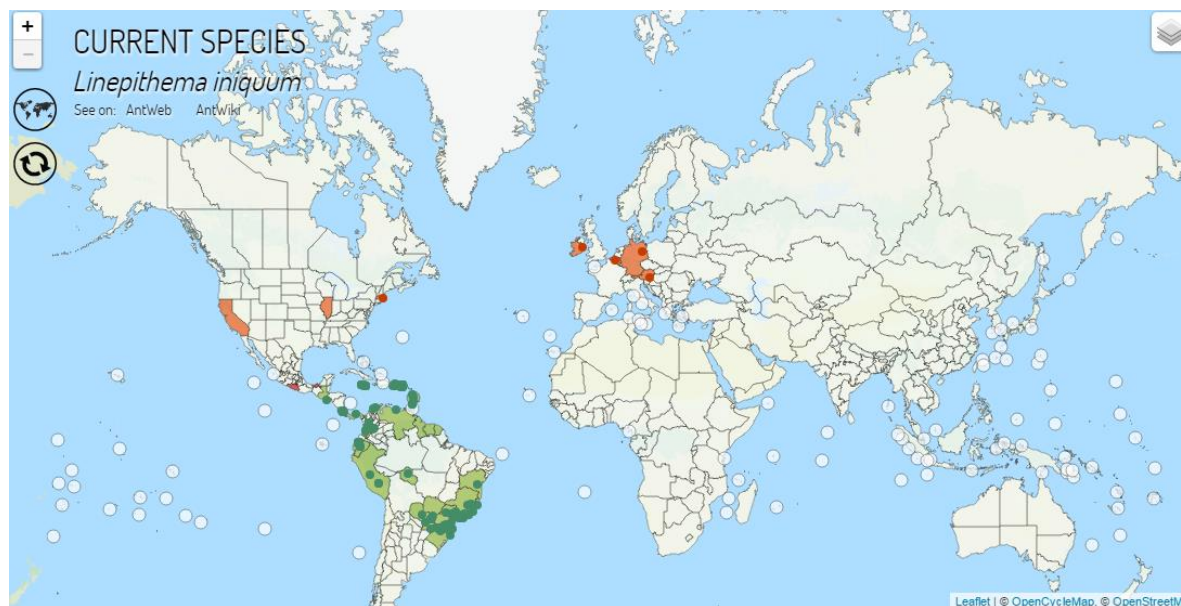 +
−
CURRENT SPECIES
Linepithema iniquum
See on: AntWeb AntWiki
Leaflet | © OpenCycleMap, © OpenStreetM